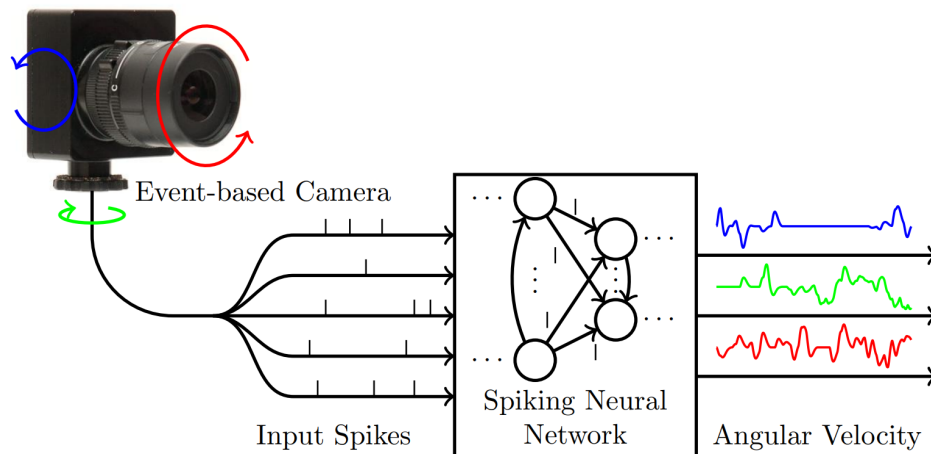 Event-based Camera
Input Spikes
Spiking Neural
Network
Angular Velocity